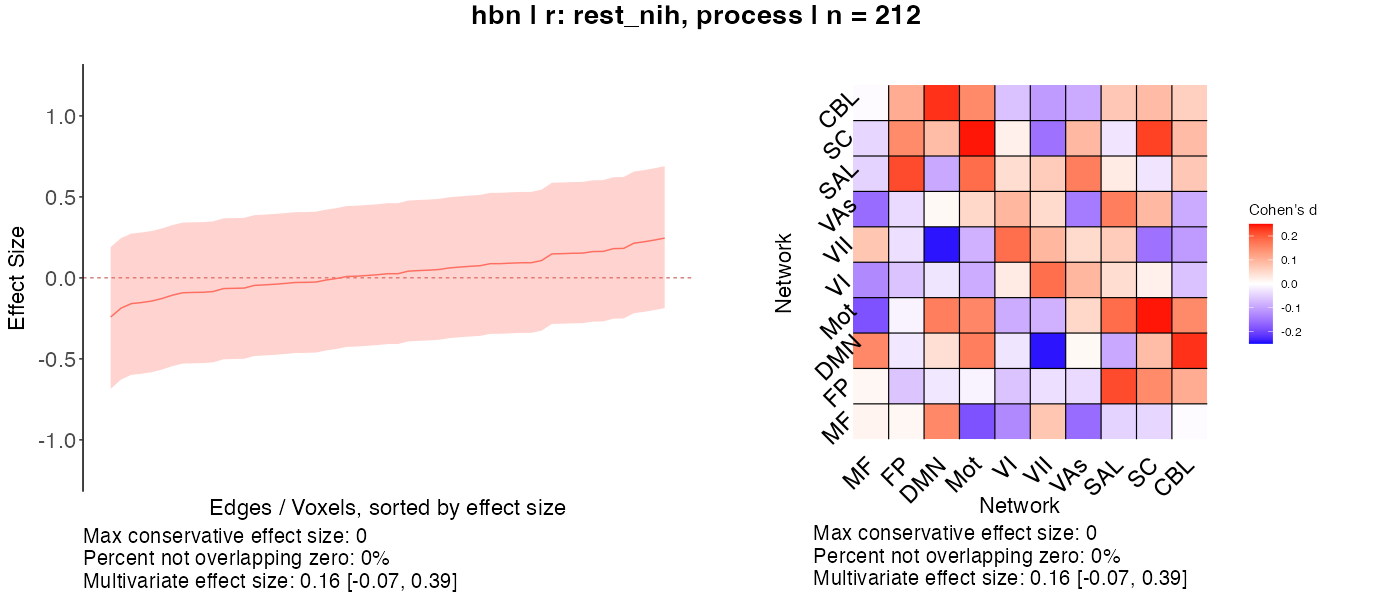 hbn | r: rest_nih, process | n = 212
Effect Size
1.0
0.5
0.0
-0.5
-1.0
Edges / Voxels, sorted by effect size
Max conservative effect size: 0
Percent not overlapping zero: 0%
Multivariate effect size: 0.16 [-0.07, 0.39]
Network
CBL
SC
SAL
VAs
VII
VI
Mot
DMN
FP
MF
MF
FP
DMN
Mot
VI
VII
VAs
SAL
SC
CBL
Network
Max conservative effect size: 0
Percent not overlapping zero: 0%
Multivariate effect size: 0.16 [-0.07, 0.39]
Cohen's d
0.2
0.1
0.0
-0.1
-0.2